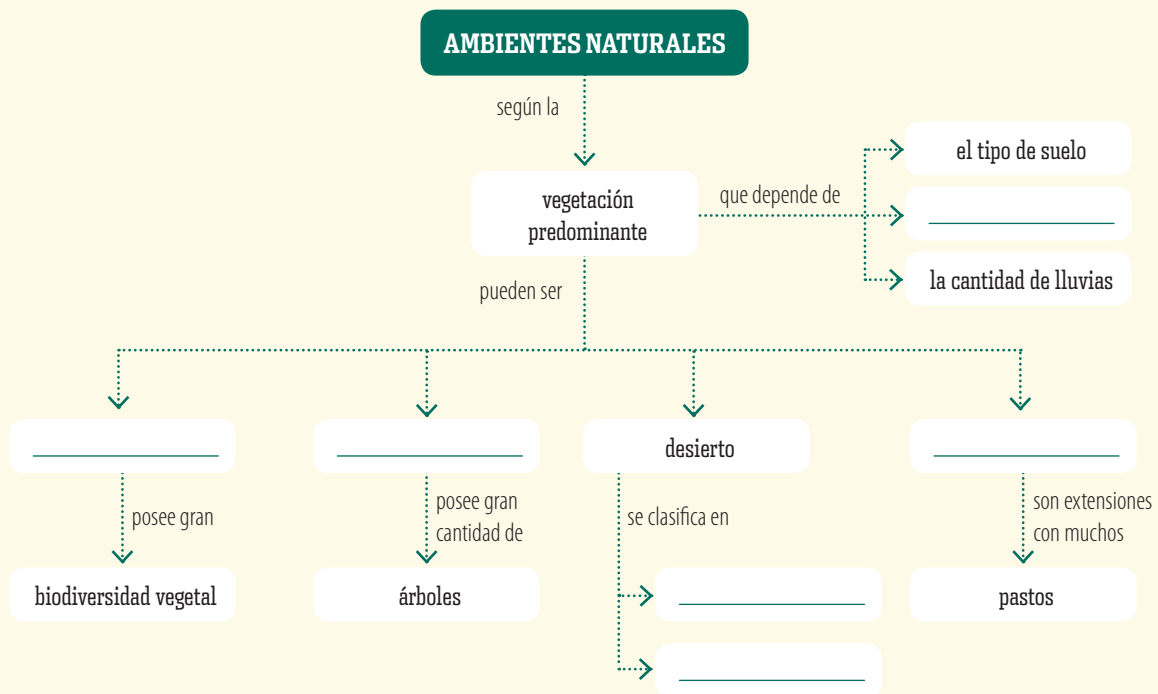 AMBIENTES NATURALES
según la
vegetación
predominante
que depende de
el tipo de suelo
la cantidad de lluvias
pueden ser
desierto
posee gran
posee gran
cantidad de
se clasifica en
son extensiones
con muchos
biodiversidad vegetal
árboles
pastos